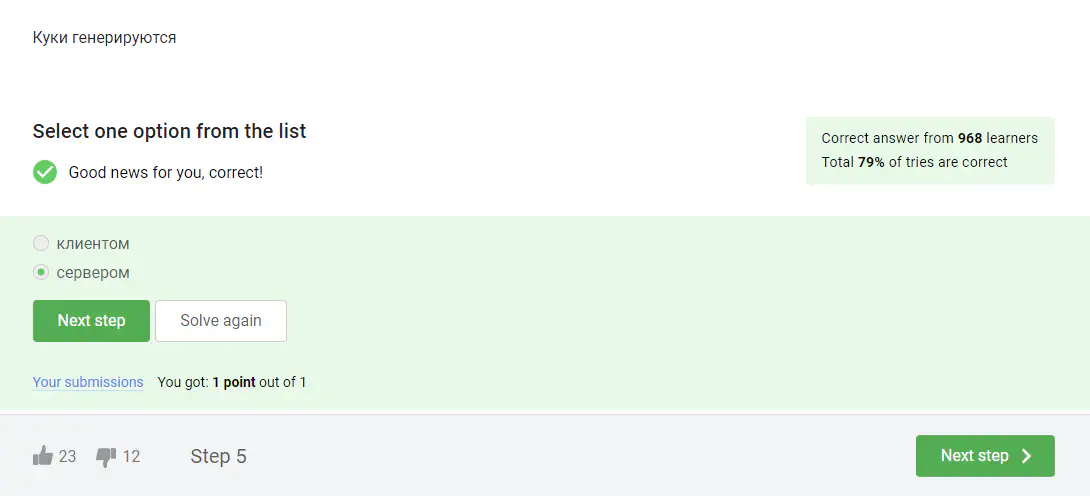 Куки генерируются
Select one option from the list
Correct answer from 968 learners
Total 79% of tries are correct
Good news for you, correct!
клиентом
сервером
Next step
Solve again
Your submissions You got: 1 point out of 1
23 12 Step 5
Next step